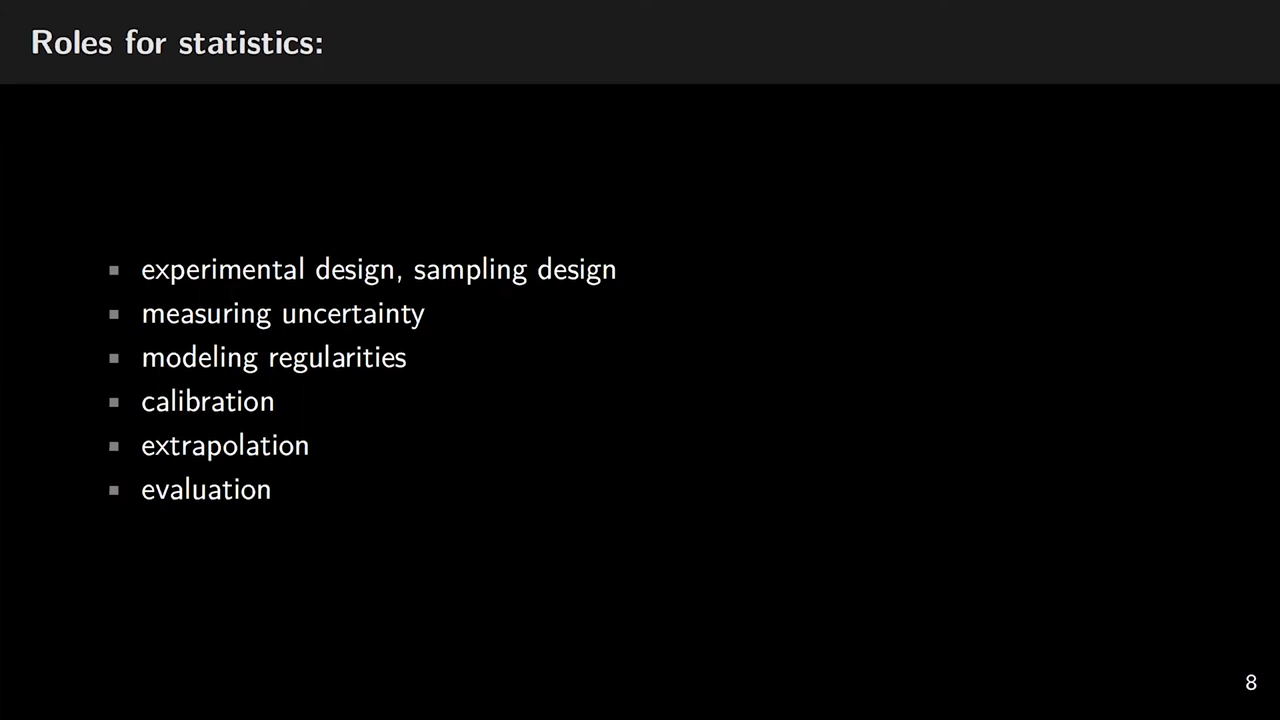 Roles for statistics:
experimental design, sampling design
measuring uncertainty
modeling regularities
calibration
extrapolation
evaluation
8